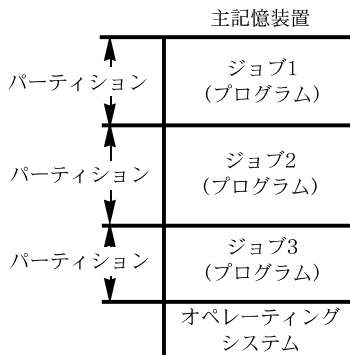 主記憶装置
パーティション
ジョブ1
(プログラム)
パーティション
ジョブ2
(プログラム)
パーティション
ジョブ3
(プログラム)
オペレーティング
システム